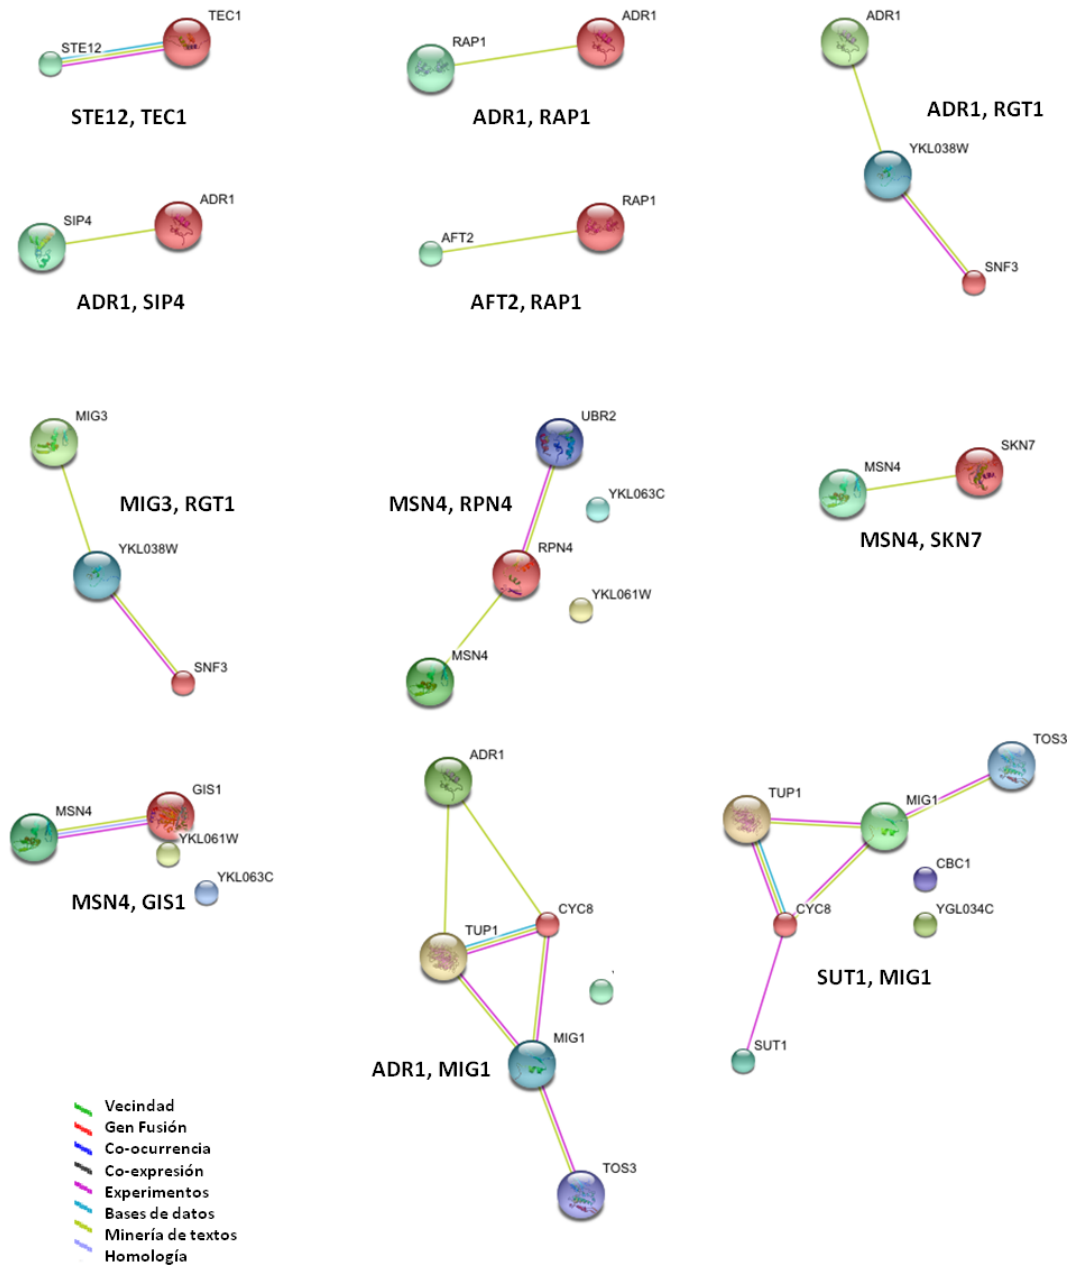 TEC1
STE12
STE12, TEC1
ADR1
RAP1
ADR1, RAP1
ADR1
ADR1, RGT1
YKL038W
SNF3
ADR1
SIP4
ADR1, SIP4
RAP1
AFT2
AFT2, RAP1
MIG3
MIG3, RGT1
YKL038W
SNF3
UBR2
YKL063C
MSN4, RPN4
RPN4
YKL061W
MSN4
SKN7
MSN4
MSN4, SKN7
GIS1
MSN4
YKL061W
YKL063C
MSN4, GIS1
ADR1
CYC8
TUP1
MIG1
ADR1, MIG1
TOS3
TOS3
TUP1
MIG1
CBC1
CYC8
YGL034C
SUT1, MIG1
SUT1
Vecindad
Gen Fusión
Co-ocurrencia
Co-expresión
Experimentos
Bases de datos
Minería de textos
Homología